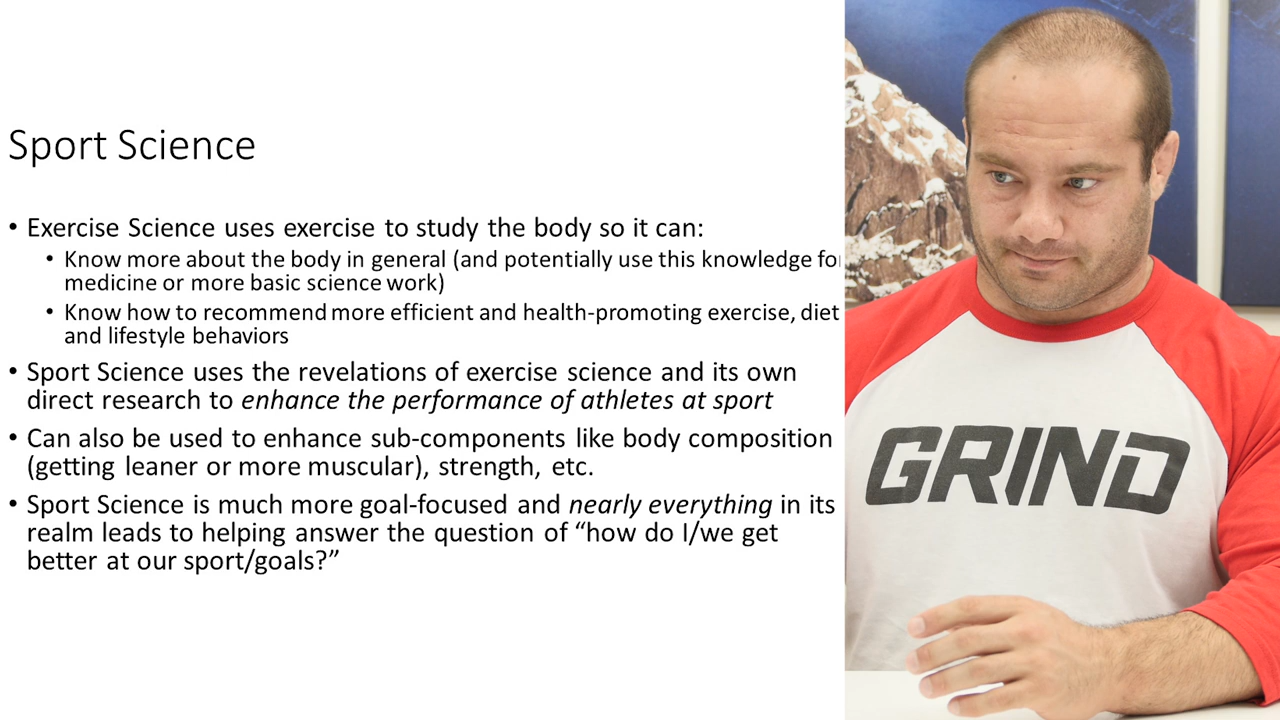 Sport Science
• Exercise Science uses exercise to study the body so it can:
• Know more about the body in general (and potentially use this knowledge for
medicine or more basic science work)
• Know how to recommend more efficient and health-promoting exercise, diet
and lifestyle behaviors
• Sport Science uses the revelations of exercise science and its own
direct research to enhance the performance of athletes at sport
• Can also be used to enhance sub-components like body composition
(getting leaner or more muscular), strength, etc.
• Sport Science is much more goal-focused and nearly everything in its
realm leads to helping answer the question of “how do I/we get
better at our sport/goals?”
GRIND